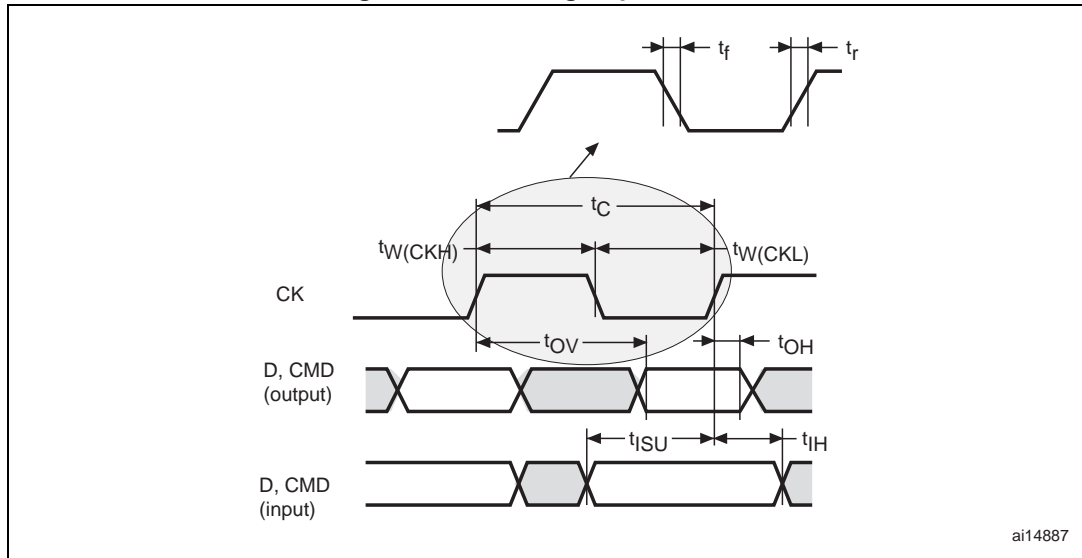 tf
tr
tC
tW(CKH)
tW(CKL)
CK
tOV
tOH
D, CMD
(output)
tISU
tIH
D, CMD
(input)
ai14887